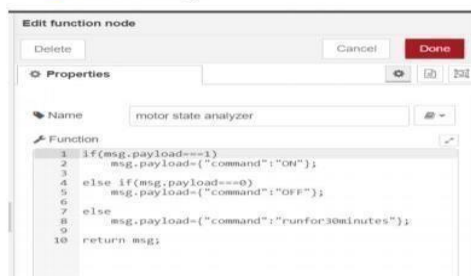 Edit function node
Delete Cancel Done
Properties
Name motor state analyzer
Function
1 if(msg.payload===1)
2 msg.payload={"command":"ON"};
3
4 else if(msg.payload===0)
5 msg.payload={"command":"OFF"};
6
7 else
8 msg.payload={"command":"runfor30minutes"};
9
10 return msg;